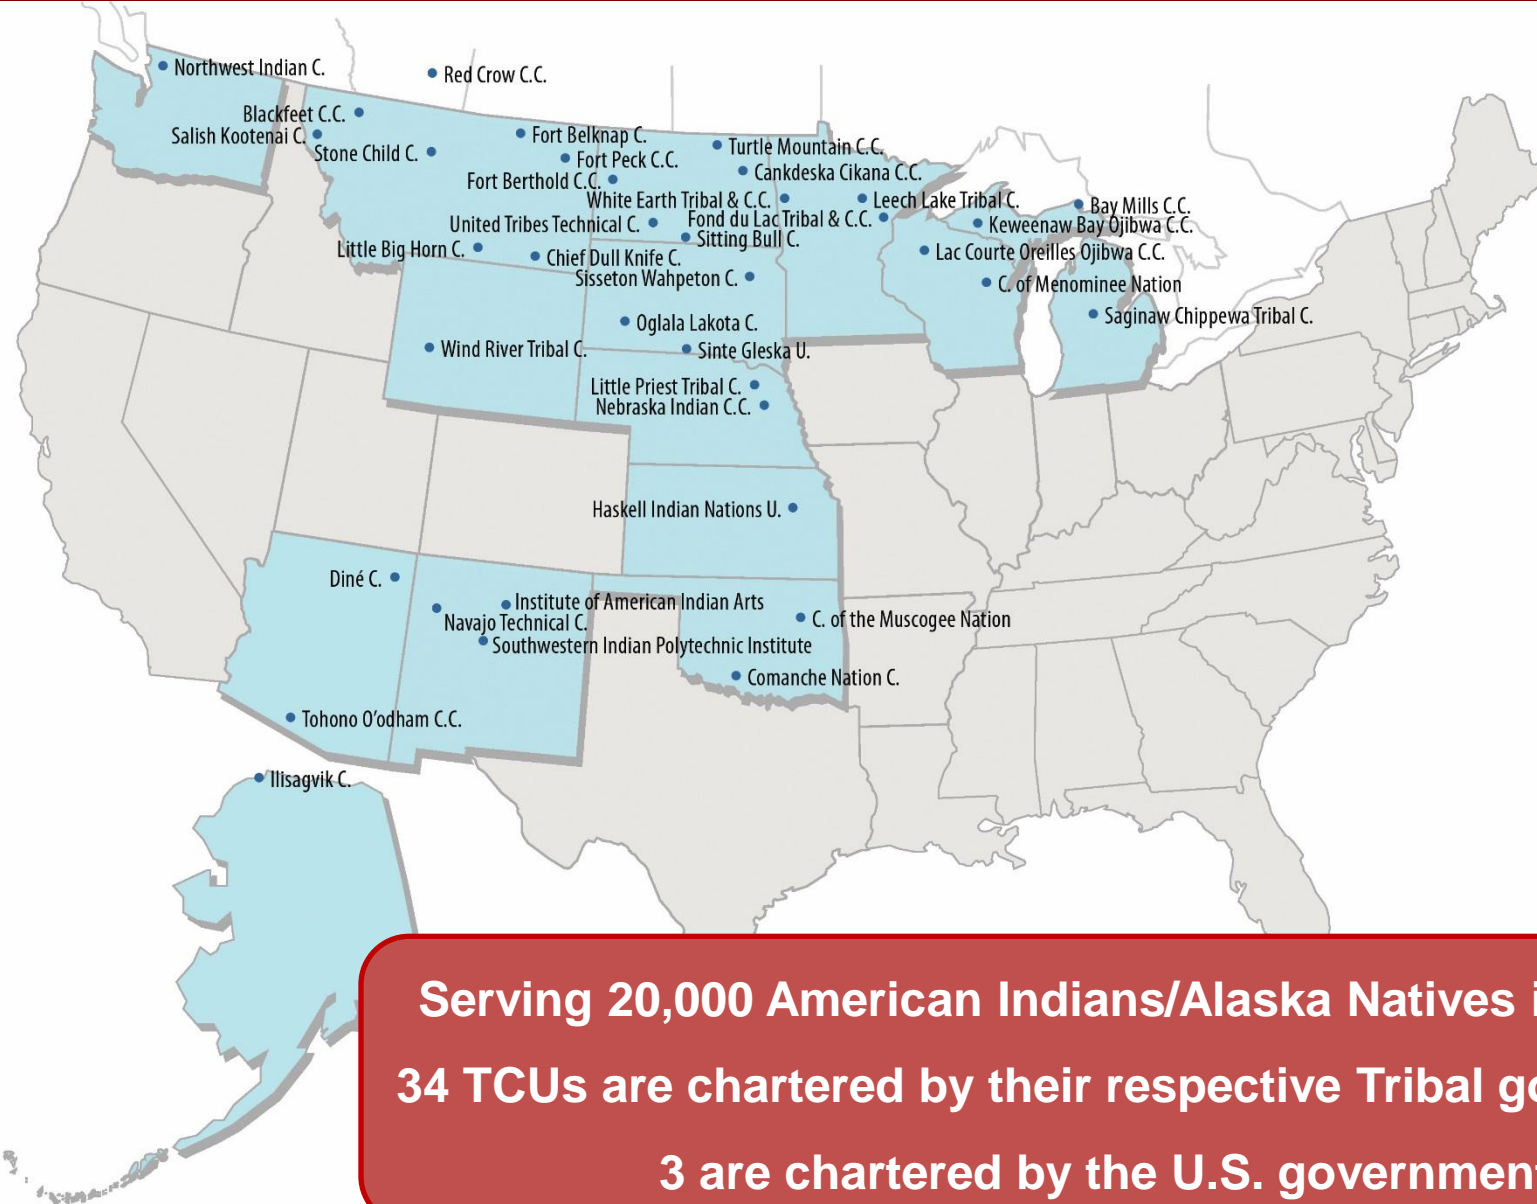 Northwest Indian C.
Red Crow C.C.
Blackfeet C.C.
Salish Kootenai C.
Stone Child C.
Fort Belknap C.
Fort Peck C.C.
Fort Berthold C.C.
Turtle Mountain C.C.
Cankdeska Cikana C.C.
White Earth Tribal & C.C.
Leech Lake Tribal C.
Bay Mills C.C.
United Tribes Technical C.
Fond du Lac Tribal & C.C.
Keweenaw Bay Ojibwa C.C.
Sitting Bull C.
Little Big Horn C.
Chief Dull Knife C.
Lac Courte Oreilles Ojibwa C.C.
Sisseton Wahpeton C.
C. of Menominee Nation
Oglala Lakota C.
Saginaw Chippewa Tribal C.
Wind River Tribal C.
Sinte Gleska U.
Little Priest Tribal C.
Nebraska Indian C.C.
Haskell Indian Nations U.
Diné C.
Institute of American Indian Arts
Navajo Technical C.
C. of the Muscogee Nation
Southwestern Indian Polytechnic Institute
Comanche Nation C.
Tohono O'odham C.C.
Ilisagvik C.
Serving 20,000 American Indians/Alaska Natives
34 TCUs are chartered by their respective Tribal
3 are chartered by the U.S. government